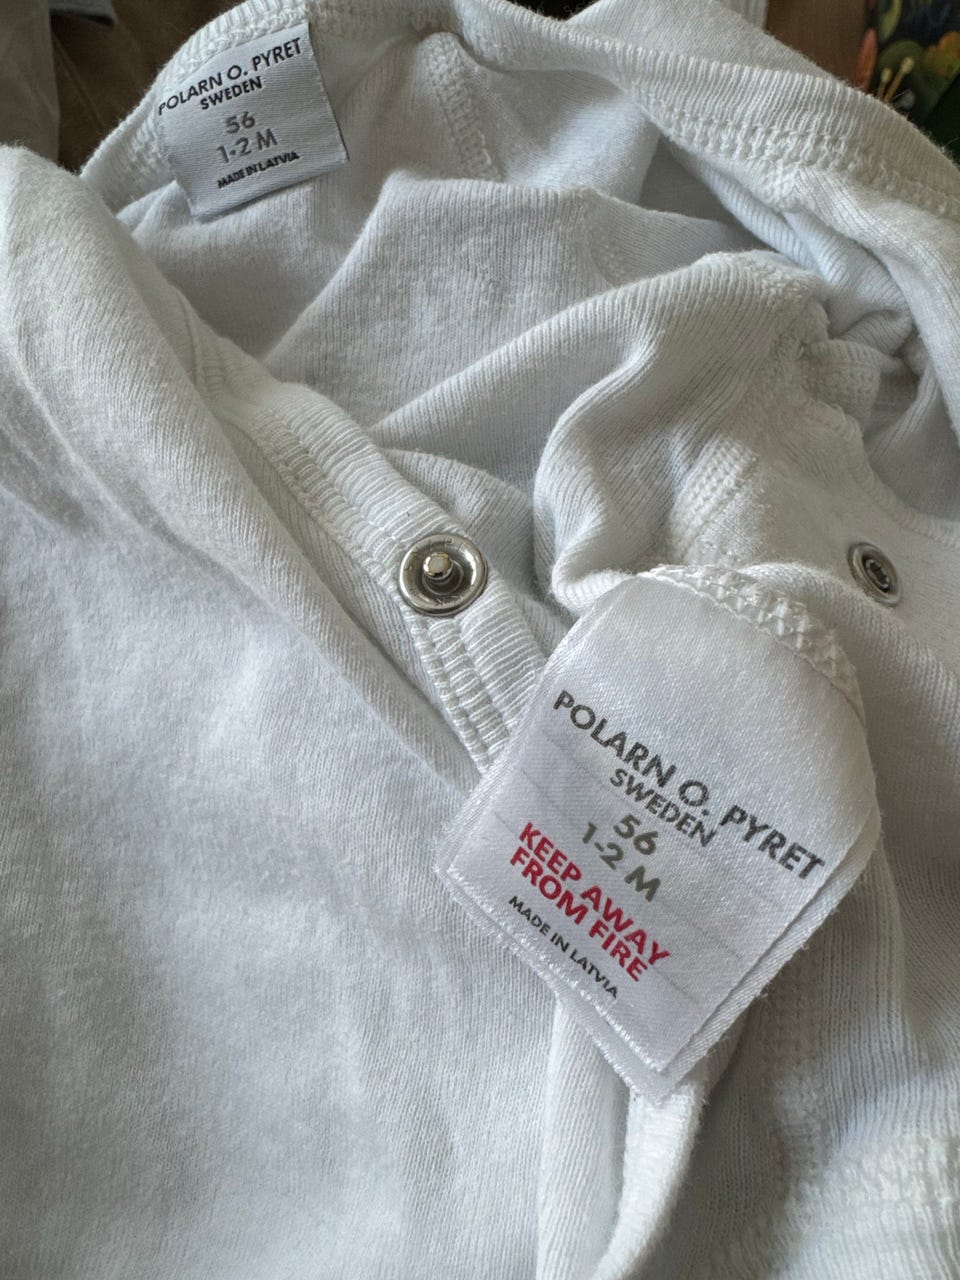 POLARN O. PYRET
SWEDEN
56
1-2 M
MADE IN LATVIA
POLARN O. PYRET
SWEDEN
56
1-2 M
KEEP AWAY
FROM FIRE
MADE IN LATVIA